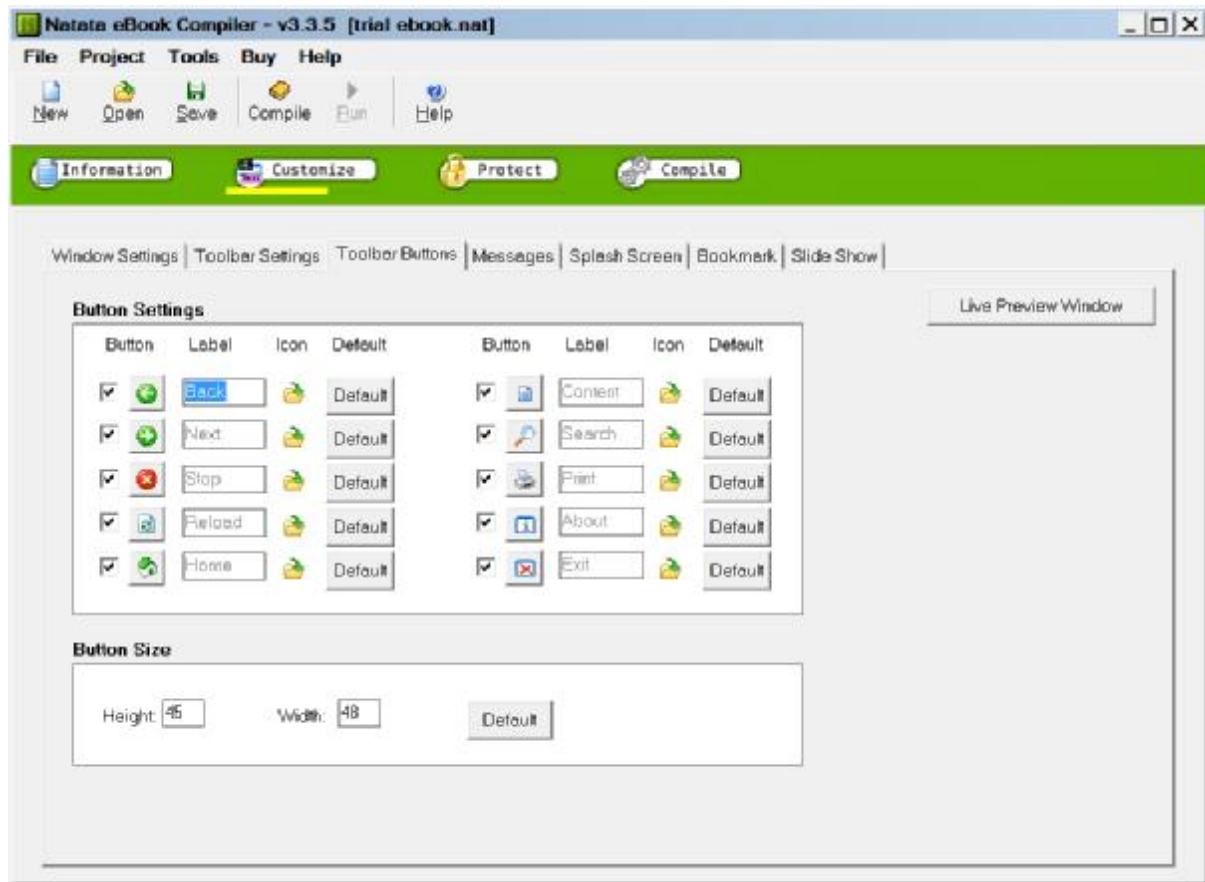 Natata eBook Compiler - v3.3.5 [trial ebook.nat]
File Project Tools Buy Help
New Open Save Compile Run Help
Information Customize Protect Compile
Window Settings Toolbar Settings Toolbar Buttons Messages Splash Screen Bookmark Slide Show
Live Preview Window
Button Settings
Button Label Icon Default Button Label Icon Default
Back Default Content Default
Next Default Search Default
Stop Default Print Default
Reload Default About Default
Home Default Exit Default
Button Size
Height: 45 Width: 48 Default